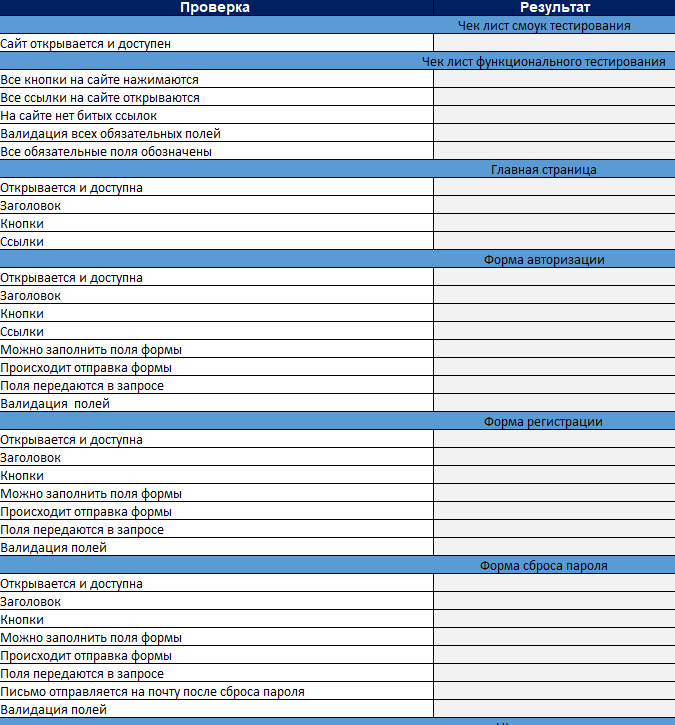 Проверка Результат
Чек лист смоук тестирования
Сайт открывается и доступен
Чек лист функционального тестирования
Все кнопки на сайте нажимаются
Все ссылки на сайте открываются
На сайте нет битых ссылок
Валидация всех обязательных полей
Все обязательные поля обозначены
Главная страница
Открывается и доступна
Заголовок
Кнопки
Ссылки
Форма авторизации
Открывается и доступна
Заголовок
Кнопки
Ссылки
Можно заполнить поля формы
Происходит отправка формы
Поля передаются в запросе
Валидация  полей
Форма регистрации
Открывается и доступна
Заголовок
Кнопки
Можно заполнить поля формы
Происходит отправка формы
Поля передаются в запросе
Валидация полей
Форма сброса пароля
Открывается и доступна
Заголовок
Кнопки
Можно заполнить поля формы
Происходит отправка формы
Поля передаются в запросе
Письмо отправляется на почту после сброса пароля
Валидация полей